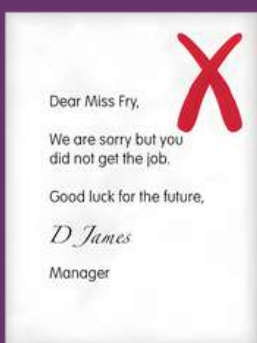 Dear Miss Fry,
We are sorry but you
did not get the job.
Good luck for the future,
D James
Manager